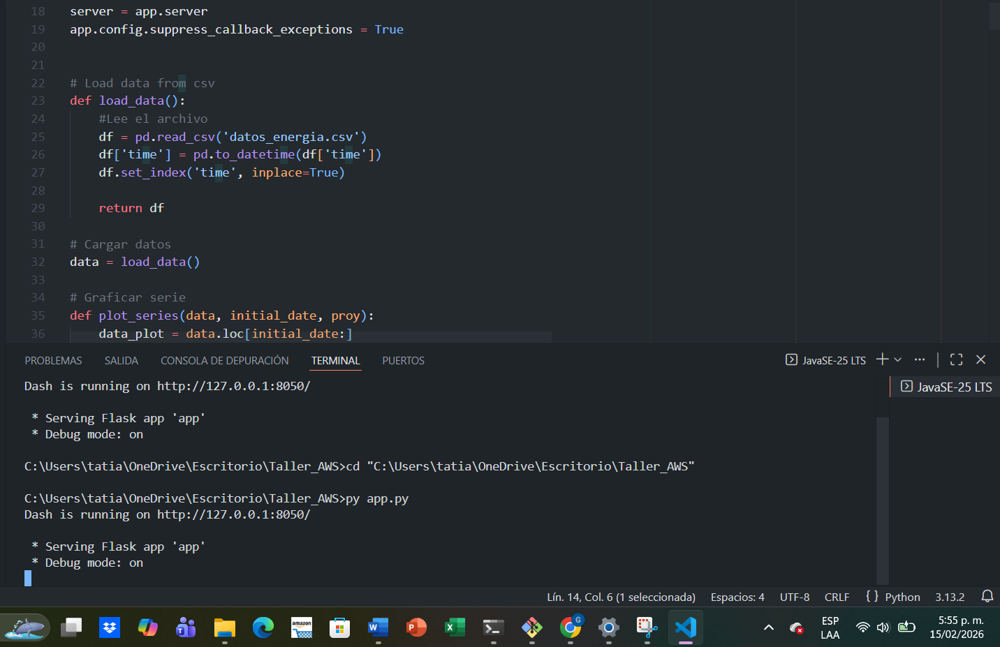 18 server = app.server
19 app.config.suppress_callback_exceptions = True
20
21
22 # Load data from csv
23 def load_data():
24 #Lee el archivo
25 df = pd.read_csv('datos_energia.csv')
26 df['time'] = pd.to_datetime(df['time'])
27 df.set_index('time', inplace=True)
28
29 return df
30
31 # Cargar datos
32 data = load_data()
33
34 # Graficar serie
35 def plot_series(data, initial_date, proy):
36 data_plot = data.loc[initial_date:]
PROBLEMAS SALIDA CONSOLA DE DEPURACIÓN TERMINAL PUERTOS JavaSE-25 LTS
JavaSE-25 LTS
Dash is running on http://127.0.0.1:8050/
* Serving Flask app 'app'
* Debug mode: on
C:\Users\tatia\OneDrive\Escritorio\Taller_AWS>cd "C:\Users\tatia\OneDrive\Escritorio\Taller_AWS"
C:\Users\tatia\OneDrive\Escritorio\Taller_AWS>py app.py
Dash is running on http://127.0.0.1:8050/
* Serving Flask app 'app'
* Debug mode: on
Lín. 14, Col. 6 (1 seleccionada) Espacios: 4 UTF-8 CRLF {} Python 3.13.2
amazon
ESP
LAA
5:55 p. m.
15/02/2026